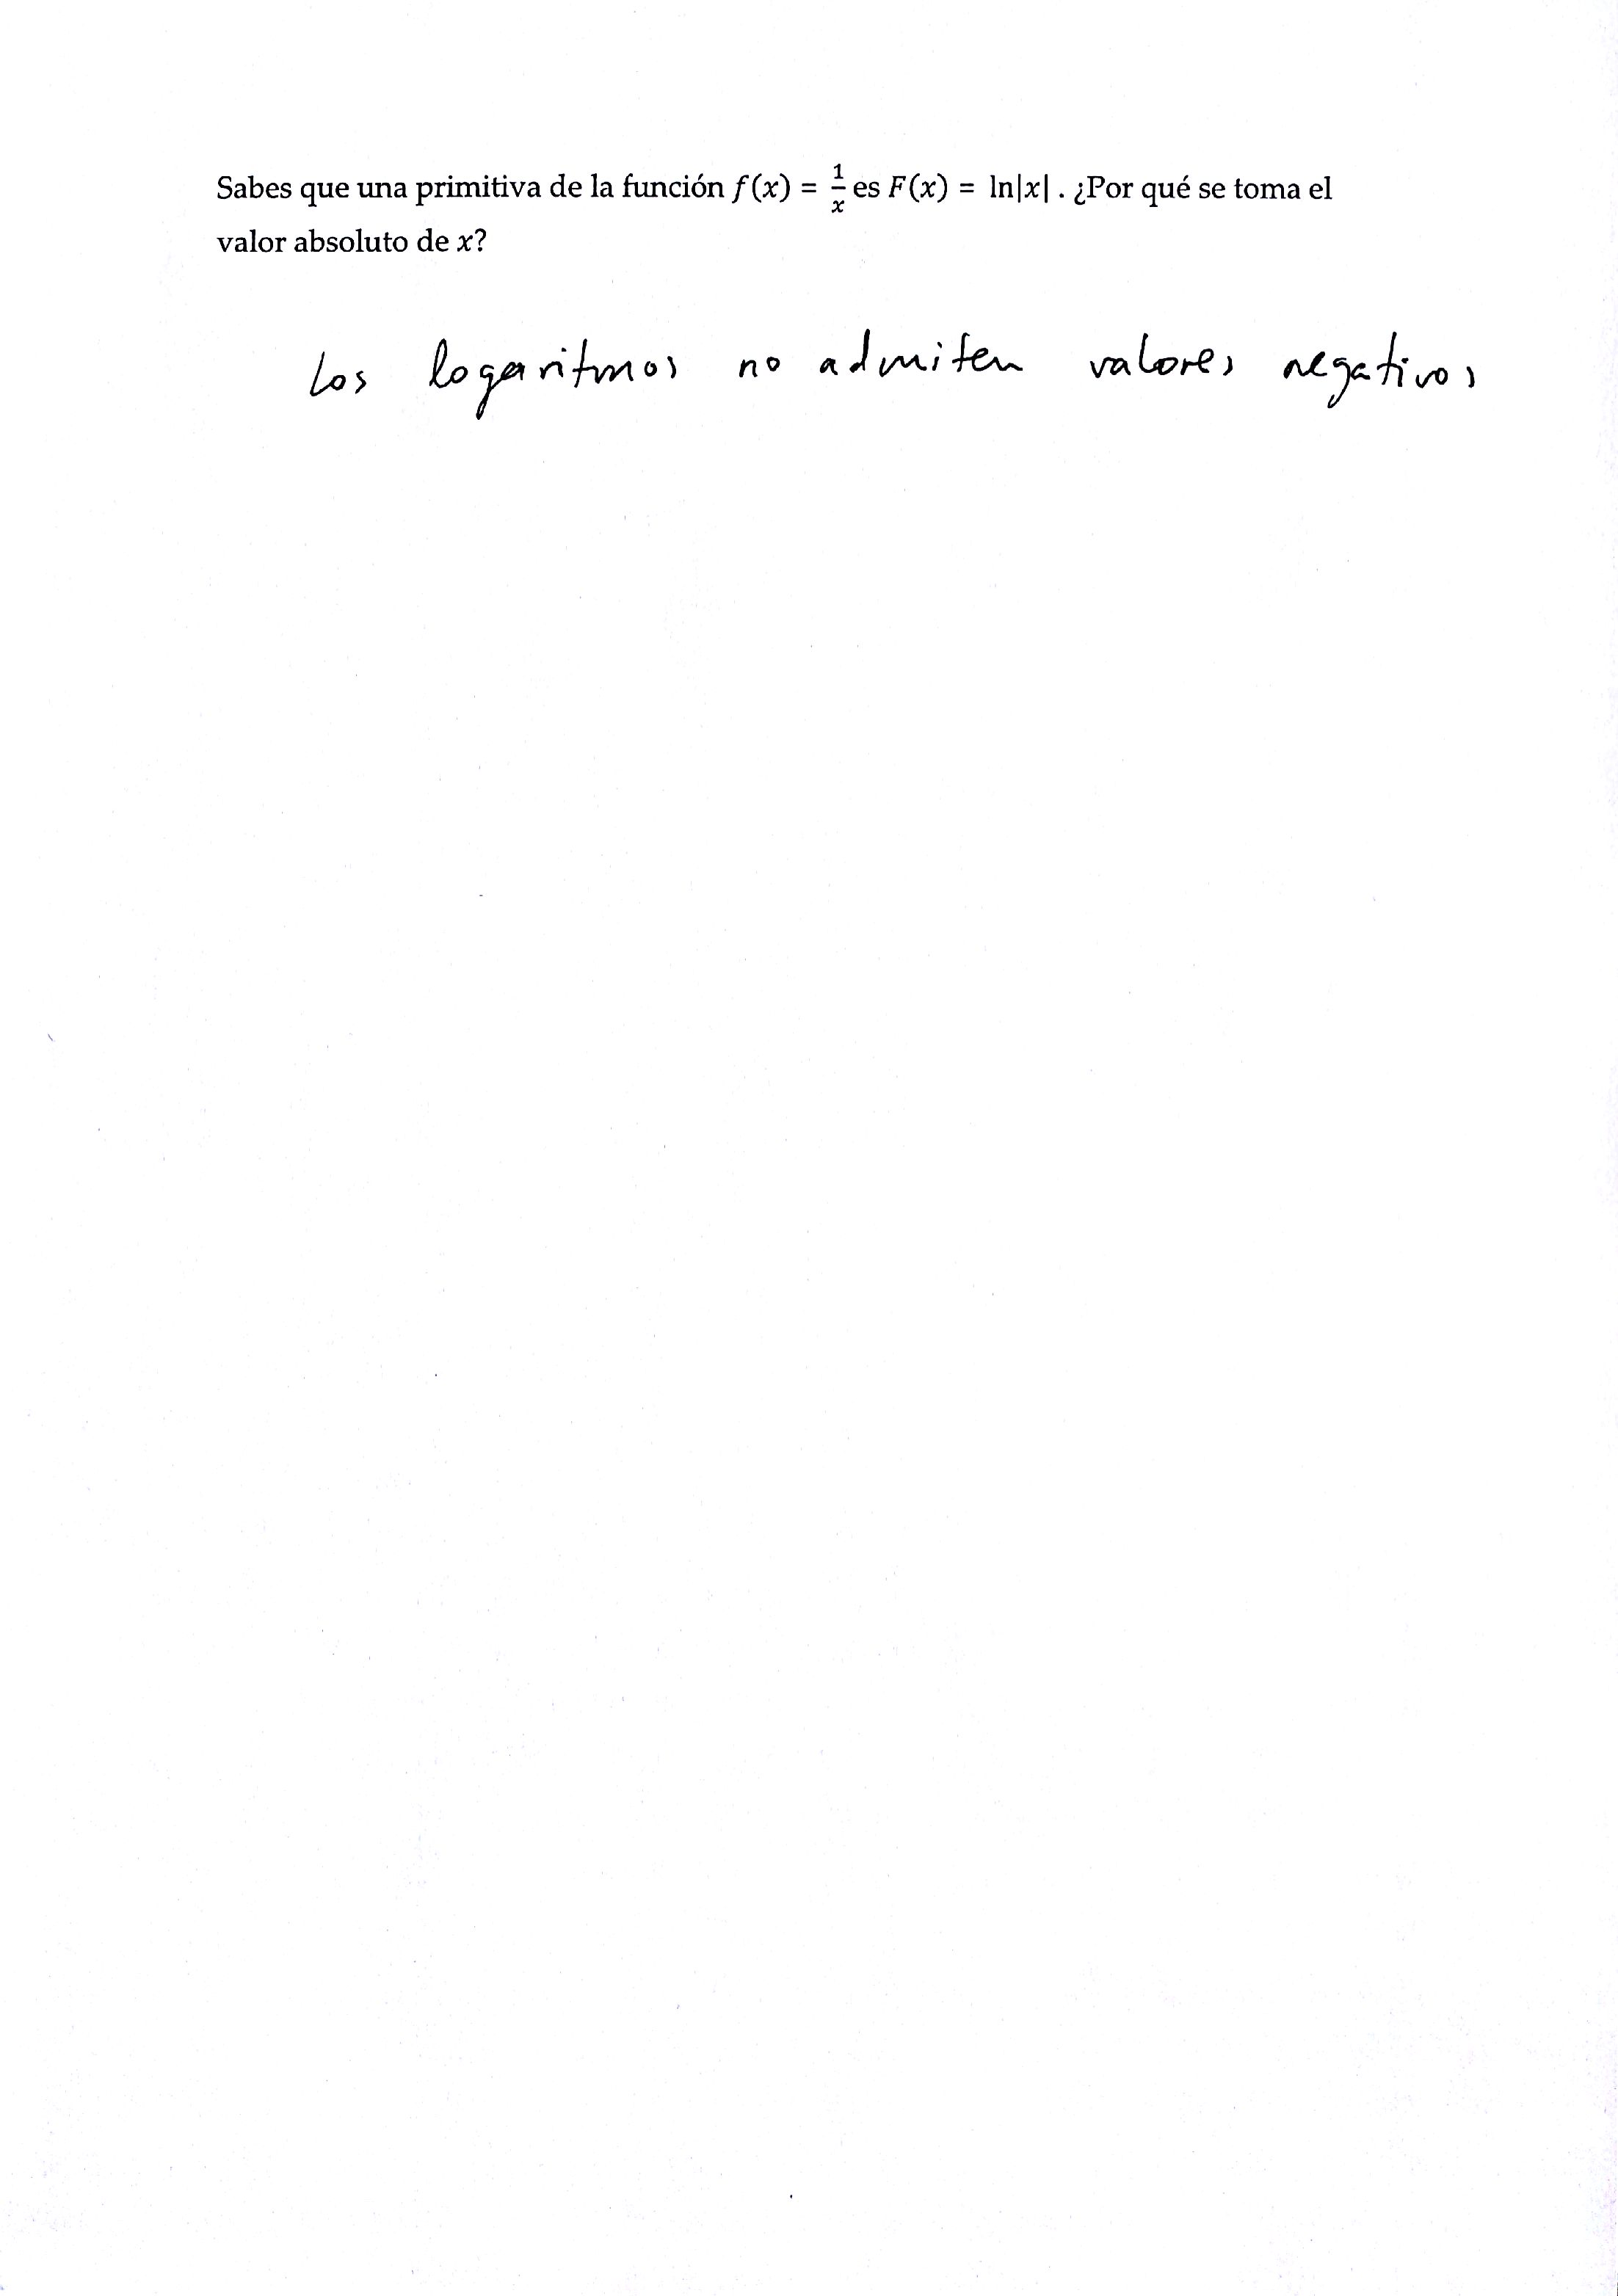 Sabes que una primitiva de la función f(x) = 1/x es F(x) = ln|x| . ¿Por qué se toma el
valor absoluto de x?
Los logaritmos no admiten valores negativos